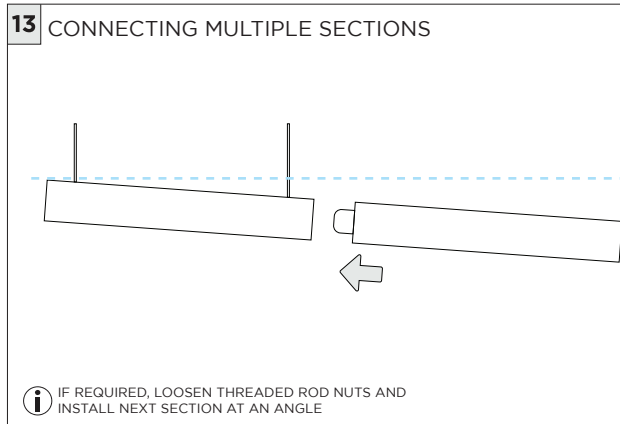 13 CONNECTING MULTIPLE SECTIONS
i IF REQUIRED, LOOSEN THREADED ROD NUTS AND
INSTALL NEXT SECTION AT AN ANGLE